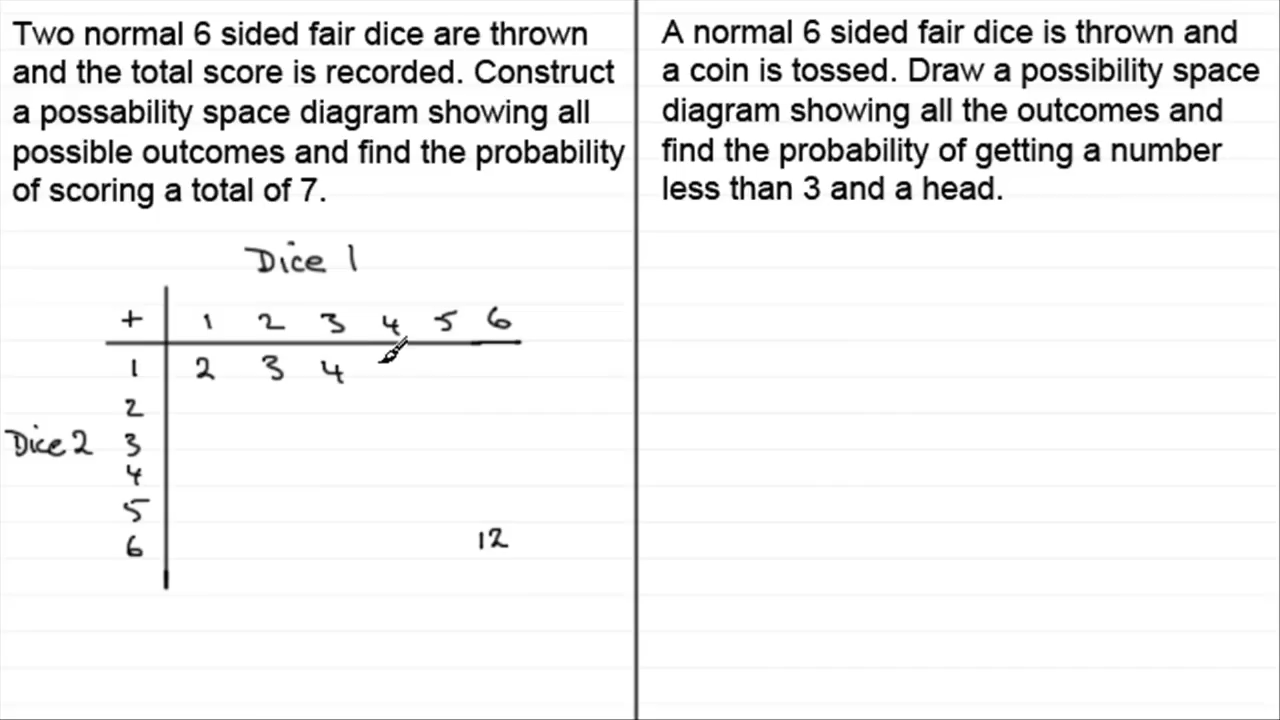 Two normal 6 sided fair dice are thrown
and the total score is recorded. Construct
a possability space diagram showing all
possible outcomes and find the probability
of scoring a total of 7.
Dice 1
+ 1 2 3 4 5 6
1 2 3 4
2
Dice 2 3
4
5
6 12
A normal 6 sided fair dice is thrown and
a coin is tossed. Draw a possibility space
diagram showing all the outcomes and
find the probability of getting a number
less than 3 and a head.